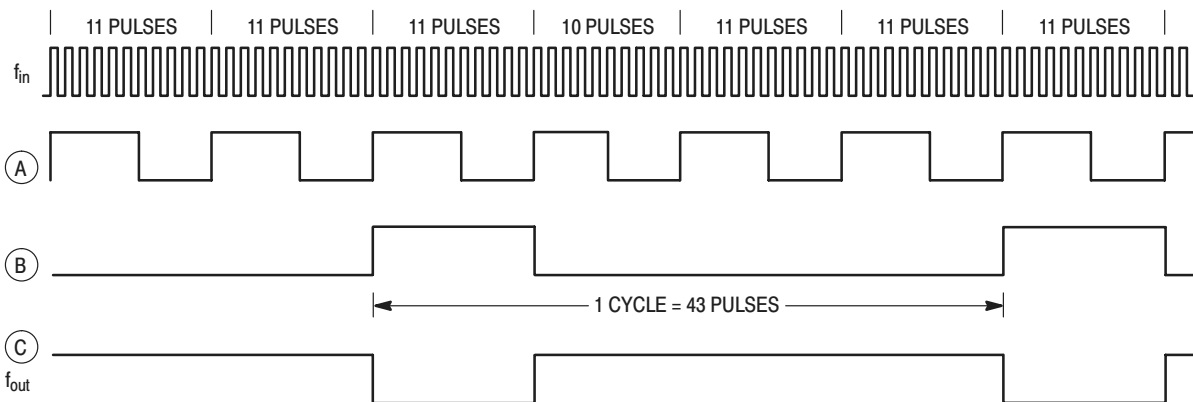 11 PULSES 11 PULSES 11 PULSES 10 PULSES 11 PULSES 11 PULSES 11 PULSES
fin
A
B
1 CYCLE = 43 PULSES
C
fout